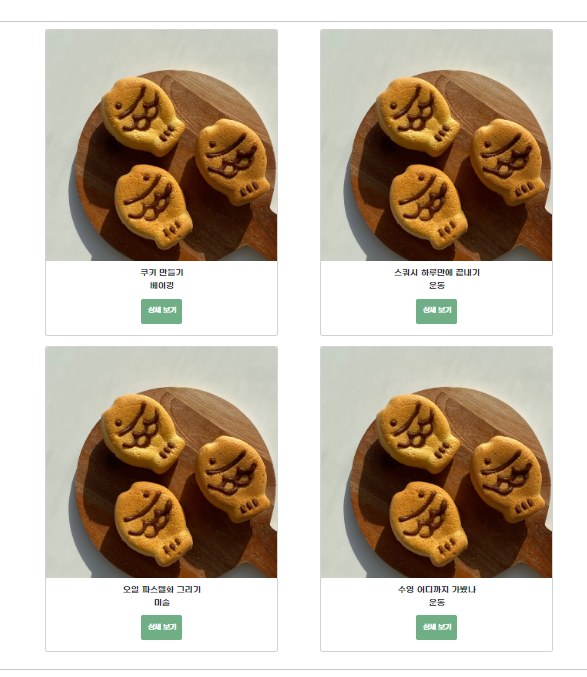 쿠키 만들기
베이킹
상세 보기
스쿼시 하루만에 끝내기
운동
상세 보기
오일 파스텔화 그리기
미술
상세 보기
수영 어디까지 가봤나
운동
상세 보기